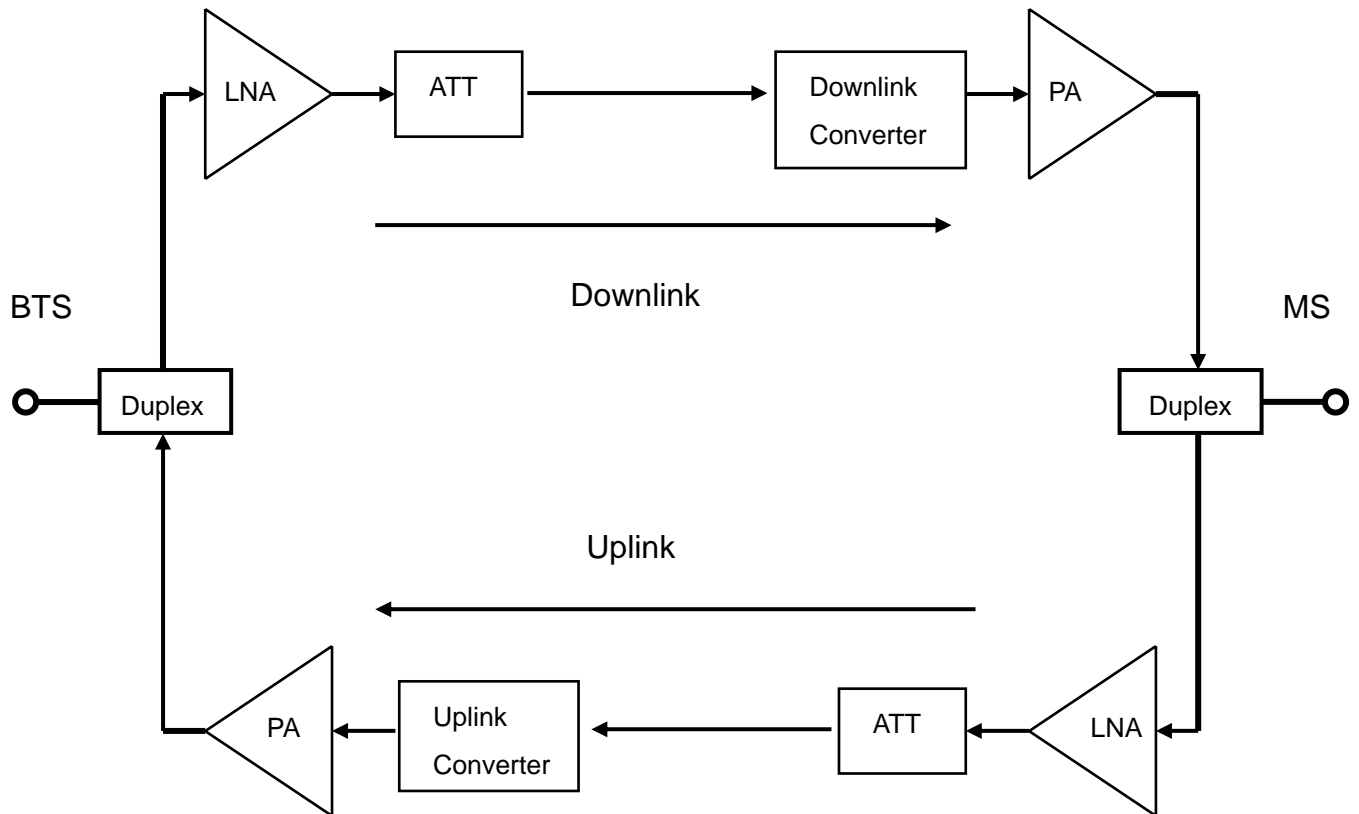 LNA
ATT
Downlink
Converter
PA
Downlink
BTS
MS
Duplex
Duplex
Uplink
PA
Uplink
Converter
ATT
LNA